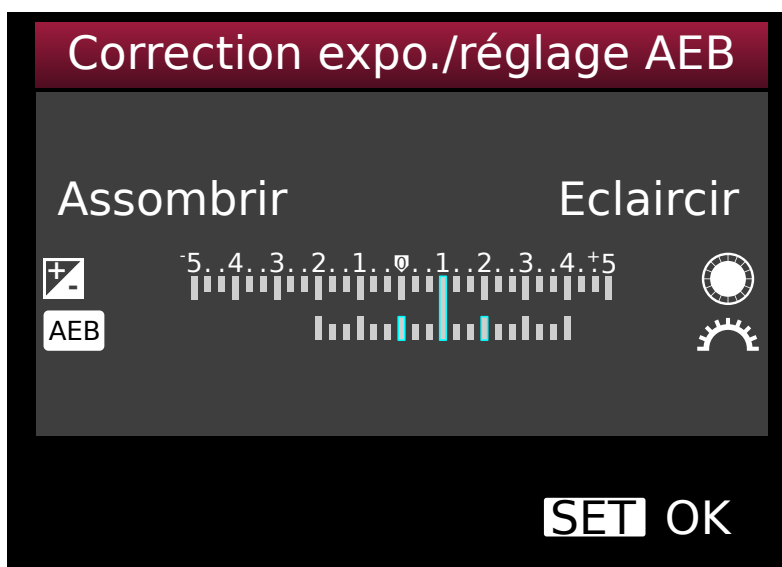 Correction expo./réglage AEB
Assombrir Eclaircir
+- -5..4..3..2..1..0..1..2..3..4.:+5
AEB
SET OK